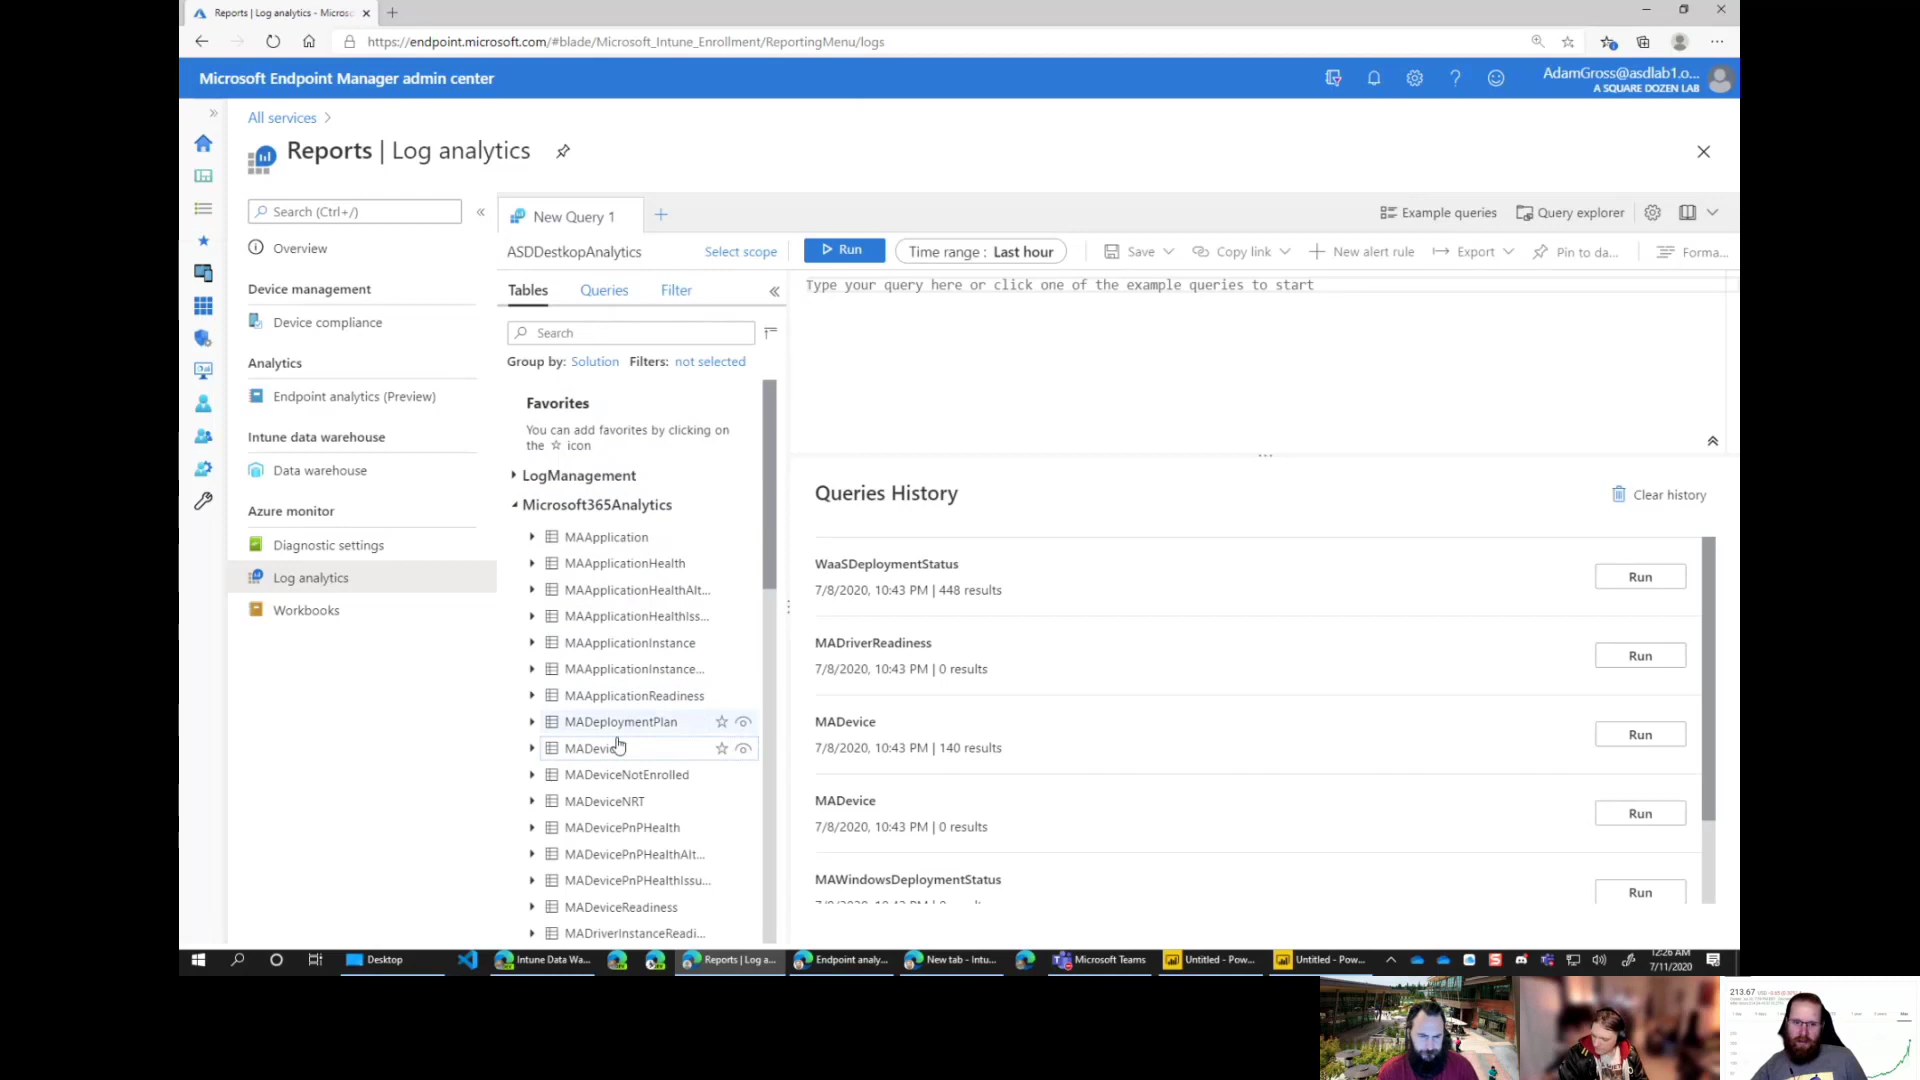 Reports | Log analytics - Micros
https://endpoint.microsoft.com/#blade/Microsoft_Intune_Enrollment/ReportingMenu/logs
Microsoft Endpoint Manager admin center
AdamGross@asdlab1.o...
A SQUARE DOZEN LAB
All services
Reports | Log analytics
Search (Ctrl+/)
Overview
Device management
Device compliance
Analytics
Endpoint analytics (Preview)
Intune data warehouse
Data warehouse
Azure monitor
Diagnostic settings
Log analytics
Workbooks
New Query 1
Example queries
Query explorer
ASDDestkopAnalytics
Select scope
Run
Time range : Last hour
Save
Copy link
New alert rule
Export
Pin to da...
Forma...
Tables
Queries
Filter
Search
Group by: Solution Filters: not selected
Favorites
You can add favorites by clicking on
the ☆ icon
LogManagement
Microsoft365Analytics
MAApplication
MAApplicationHealth
MAApplicationHealthAlt...
MAApplicationHealthIss...
MAApplicationInstance
MAApplicationInstance...
MAApplicationReadiness
MADeploymentPlan
MADevice
MADeviceNotEnrolled
MADeviceNRT
MADevicePnPHealth
MADevicePnPHealthAlt...
MADevicePnPHealthIssu...
MADeviceReadiness
MADriverInstanceReadi...
Type your query here or click one of the example queries to start
Queries History
Clear history
WaaSDeploymentStatus
7/8/2020, 10:43 PM | 448 results
Run
MADriverReadiness
7/8/2020, 10:43 PM | 0 results
Run
MADevice
7/8/2020, 10:43 PM | 140 results
Run
MADevice
7/8/2020, 10:43 PM | 0 results
Run
MAWindowsDeploymentStatus
Run
Desktop
Intune Data Wa...
Reports | Log a...
Endpoint analy...
New tab - Intu...
Microsoft Teams
Untitled - Pow...
Untitled - Pow...
12:26 AM
7/11/2020
213.67